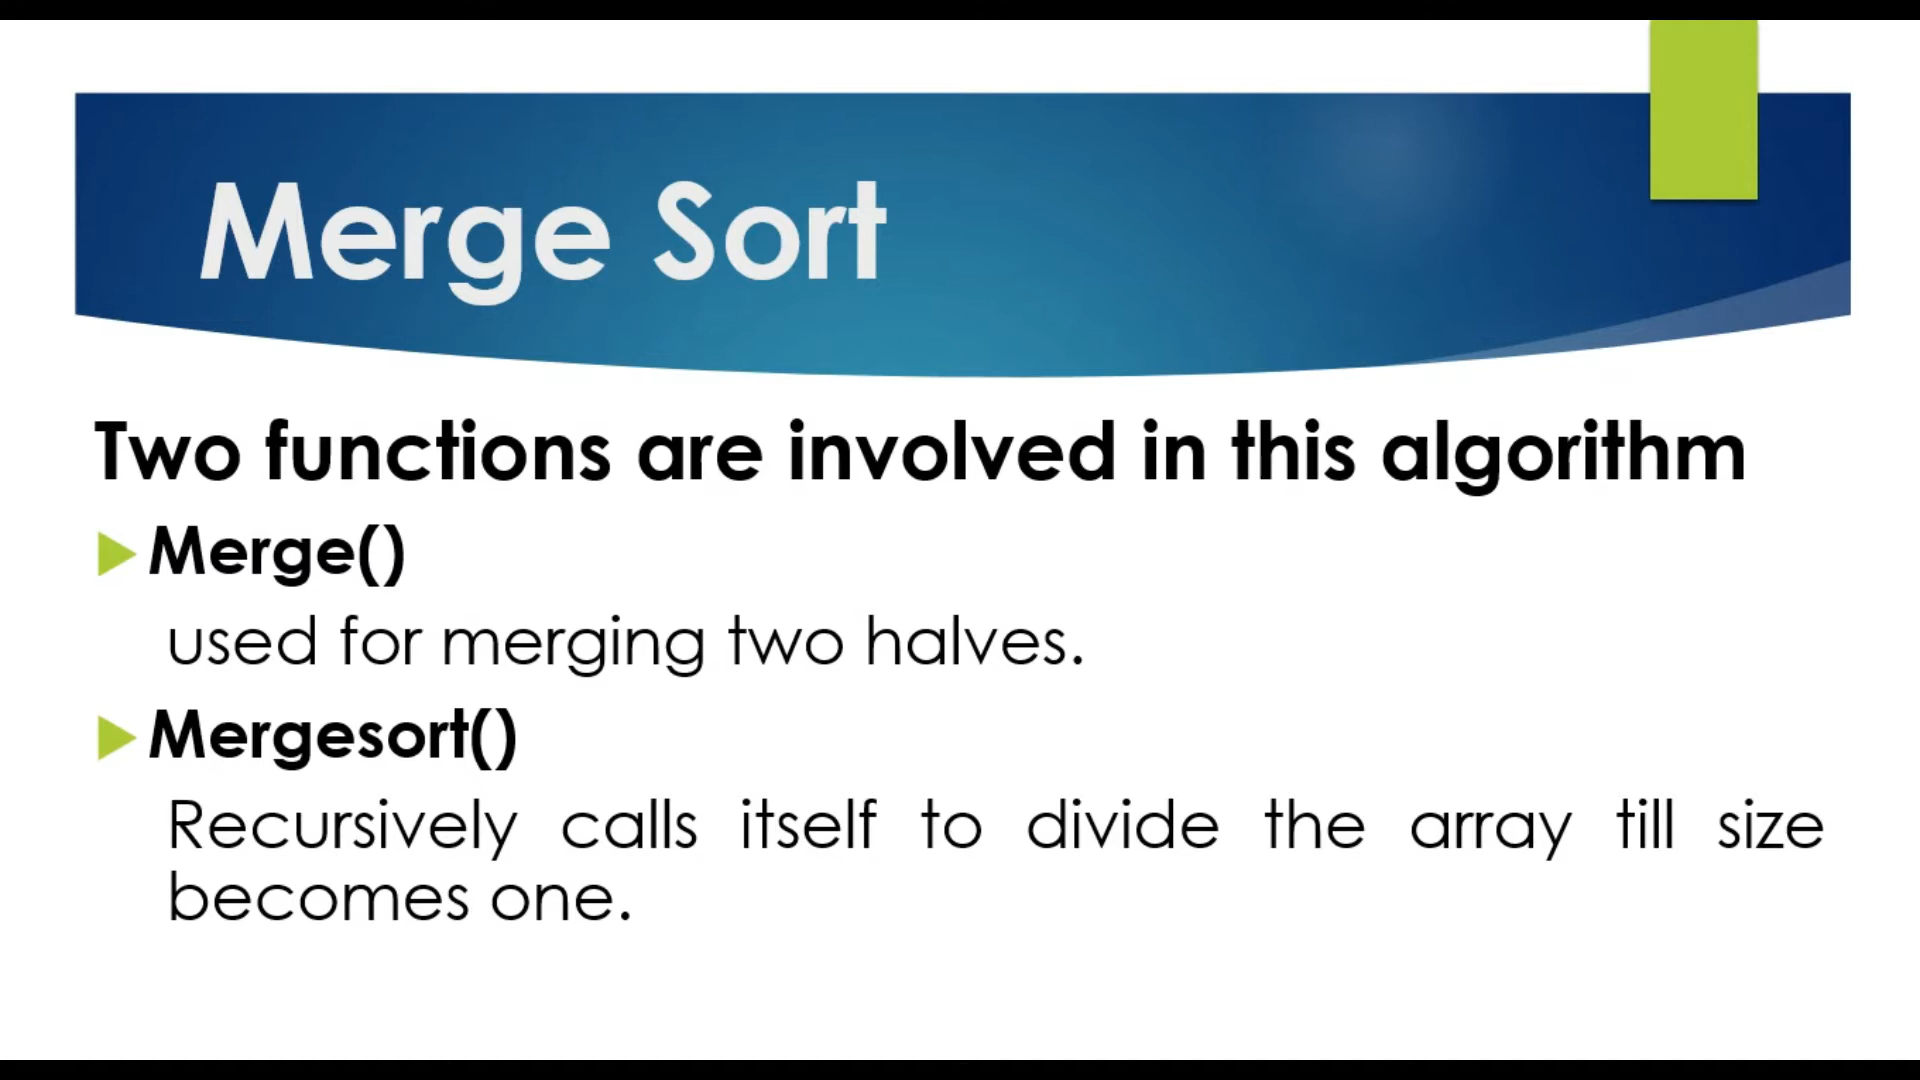 Merge Sort
Two functions are involved in this algorithm
Merge()
used for merging two halves.
Mergesort()
Recursively calls itself to divide the array till size
becomes one.